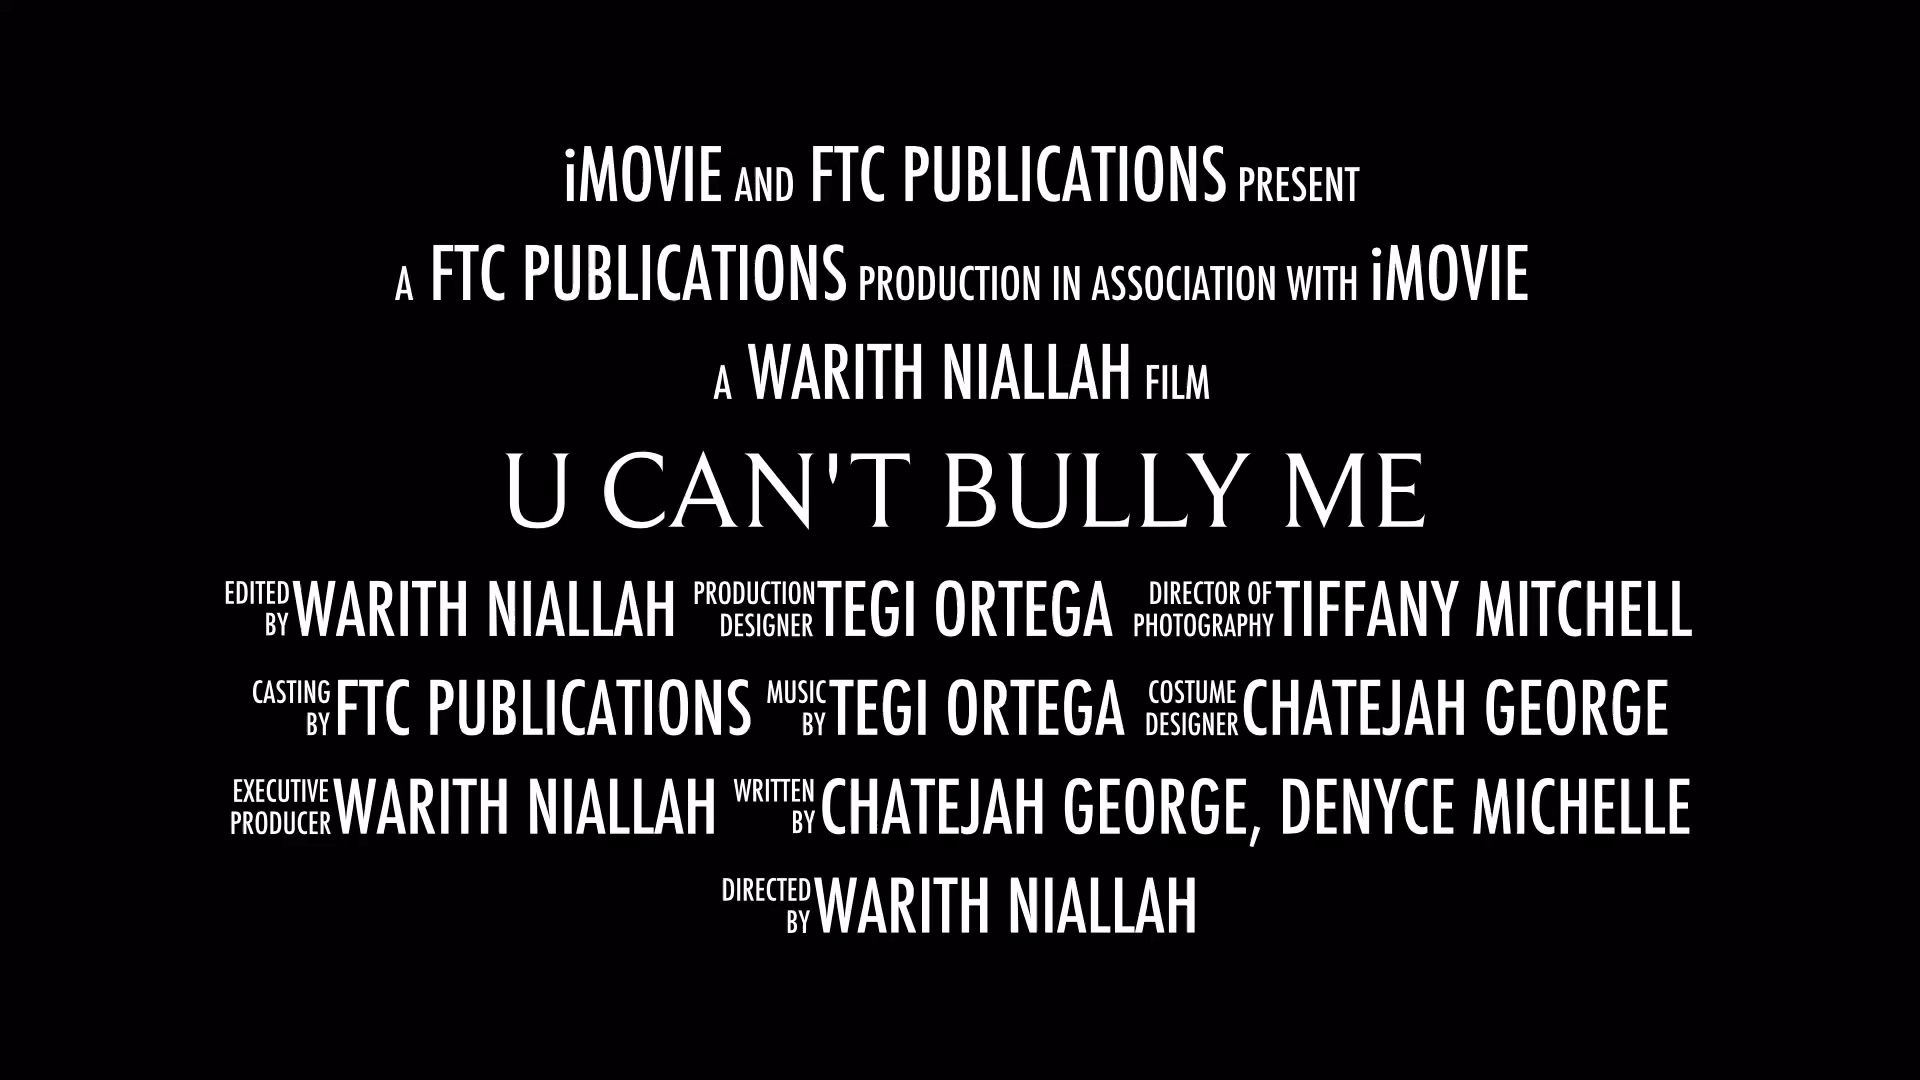 iMOVIE AND FTC PUBLICATIONS PRESENT
A FTC PUBLICATIONS PRODUCTION IN ASSOCIATION WITH iMOVIE
A WARITH NIALLAH FILM
U CAN'T BULLY ME
EDITED BY WARITH NIALLAH PRODUCTION DESIGNER TEGI ORTEGA DIRECTOR OF PHOTOGRAPHY TIFFANY MITCHELL
CASTING BY FTC PUBLICATIONS MUSIC BY TEGI ORTEGA COSTUME DESIGNER CHATEJAH GEORGE
EXECUTIVE PRODUCER WARITH NIALLAH WRITTEN BY CHATEJAH GEORGE, DENYCE MICHELLE
DIRECTED BY WARITH NIALLAH